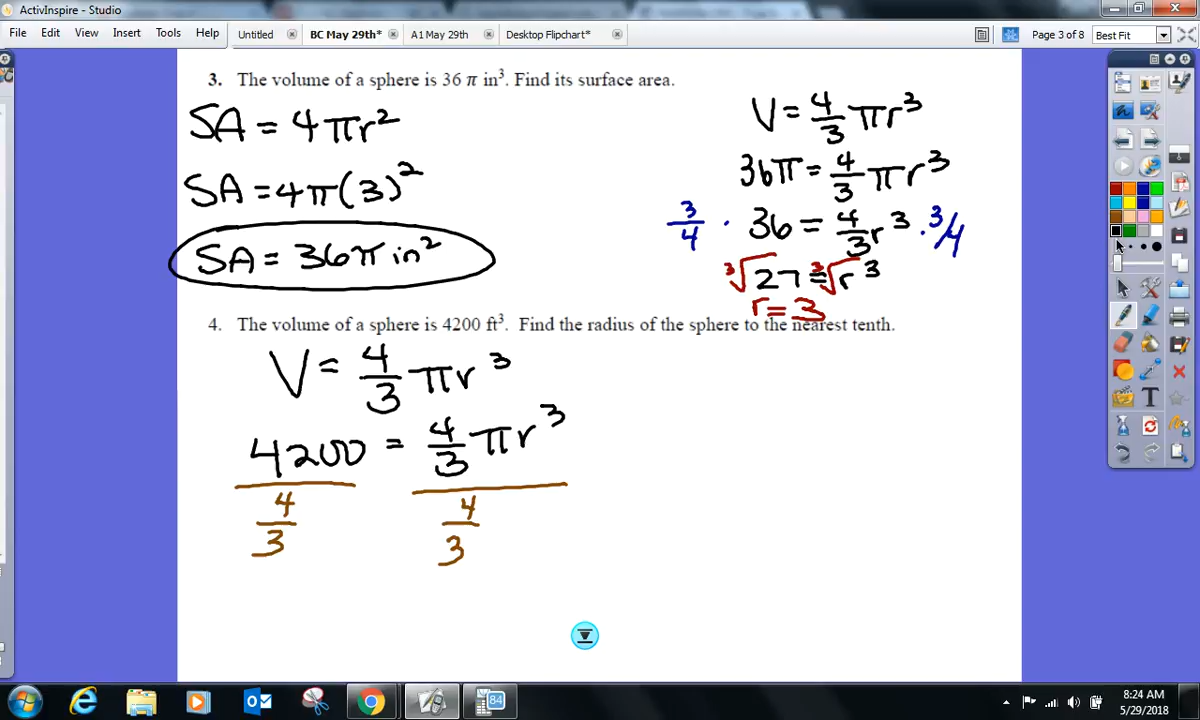 ActivInspire - Studio
File Edit View Insert Tools Help Untitled BC May 29th* A1 May 29th Desktop Flipchart* Page 3 of 8 Best Fit
3. The volume of a sphere is 36 π in³. Find its surface area.
SA = 4πr²
SA = 4π(3)²
SA = 36π in²
V = 4/3 πr³
36π = 4/3 πr³
3/4 · 36 = 4/3 r³ · 3/4
∛27 = ∛r³
r = 3
4. The volume of a sphere is 4200 ft³. Find the radius of the sphere to the nearest tenth.
V = 4/3 πr³
4200 = 4/3 πr³
4/3 4/3
84
8:24 AM
5/29/2018